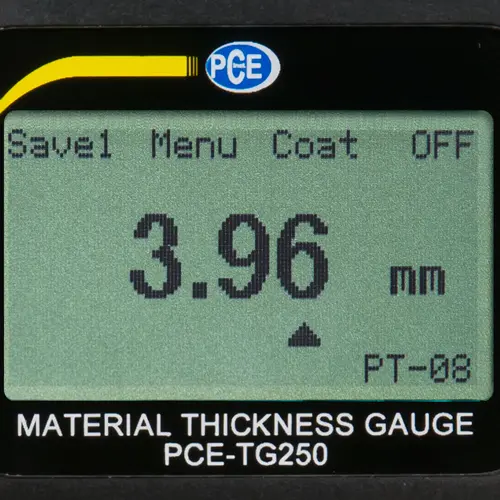 PCE
Save1 Menu Coat OFF
3.96 mm
PT-08
MATERIAL THICKNESS GAUGE
PCE-TG250